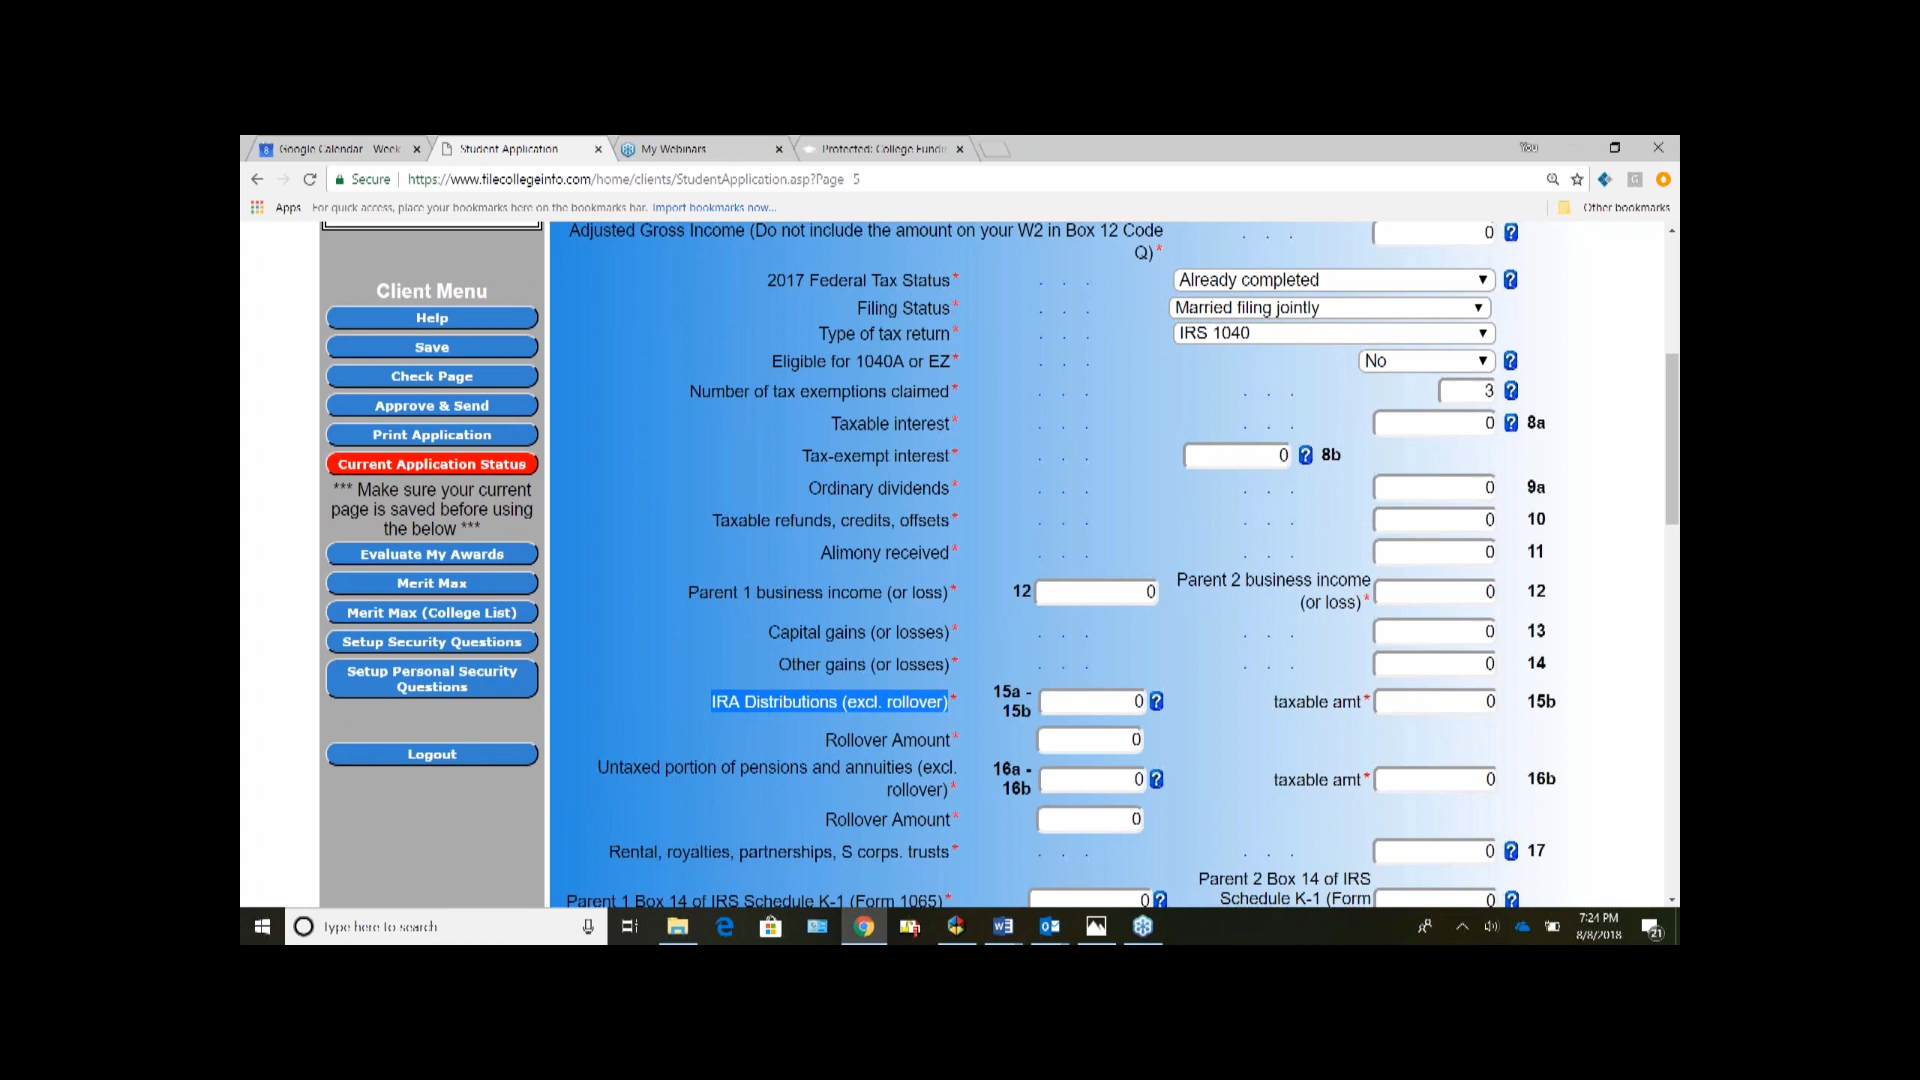 Google Calendar - Week
Student Application
My Webinars
Protected: College Fundi
You
Secure
https://www.filecollegeinfo.com/home/clients/StudentApplication.asp?Page 5
Apps
For quick access, place your bookmarks here on the bookmarks bar. Import bookmarks now...
Other bookmarks
Client Menu
Help
Save
Check Page
Approve & Send
Print Application
Current Application Status
*** Make sure your current
page is saved before using
the below ***
Evaluate My Awards
Merit Max
Merit Max (College List)
Setup Security Questions
Setup Personal Security
Questions
Logout
Adjusted Gross Income (Do not include the amount on your W2 in Box 12 Code
Q)* . . . 0 ?
2017 Federal Tax Status* . . . Already completed ?
Filing Status* . . . Married filing jointly
Type of tax return* . . . IRS 1040
Eligible for 1040A or EZ* . . . No ?
Number of tax exemptions claimed* . . . . . . 3 ?
Taxable interest* . . . . . . 0 ? 8a
Tax-exempt interest* . . . 0 ? 8b
Ordinary dividends* . . . . . . 0 9a
Taxable refunds, credits, offsets* . . . . . . 0 10
Alimony received* . . . . . . 0 11
Parent 1 business income (or loss)* 12 0
Parent 2 business income
(or loss)* 0 12
Capital gains (or losses)* . . . . . . 0 13
Other gains (or losses)* . . . . . . 0 14
IRA Distributions (excl. rollover)* 15a -
15b 0 ? taxable amt* 0 15b
Rollover Amount* 0
Untaxed portion of pensions and annuities (excl.
rollover)* 16a -
16b 0 ? taxable amt* 0 16b
Rollover Amount* 0
Rental, royalties, partnerships, S corps. trusts* . . . . . . 0 ? 17
Parent 1 Box 14 of IRS Schedule K-1 (Form 1065)* 0 ?
Parent 2 Box 14 of IRS
Schedule K-1 (Form 0 ?
Type here to search
7:24 PM
8/8/2018
21